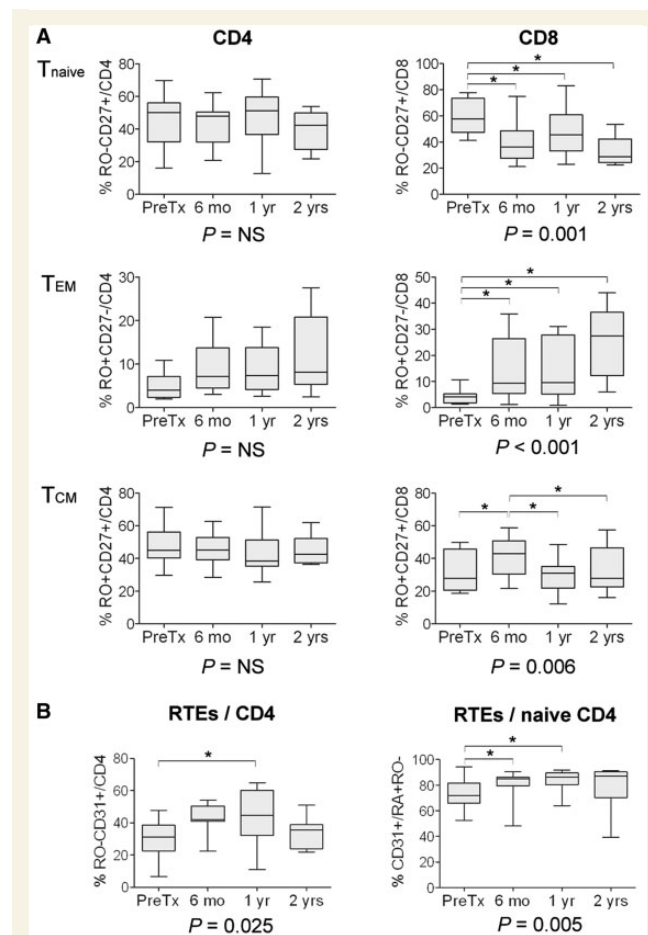 A
CD4
CD8
Tnaive
% RO-CD27+/CD4
80
60
40
20
0
PreTx 6 mo 1 yr 2 yrs
P = NS
% RO-CD27+/CD8
100
80
60
40
20
0
* * *
PreTx 6 mo 1 yr 2 yrs
P = 0.001
TEM
% RO+CD27-/CD4
30
20
10
0
PreTx 6 mo 1 yr 2 yrs
P = NS
% RO+CD27-/CD8
50
40
30
20
10
0
* * *
PreTx 6 mo 1 yr 2 yrs
P < 0.001
TCM
% RO+CD27+/CD4
80
60
40
20
0
PreTx 6 mo 1 yr 2 yrs
P = NS
% RO+CD27+/CD8
80
60
40
20
0
* * *
PreTx 6 mo 1 yr 2 yrs
P = 0.006
B
RTEs / CD4
% RO-CD31+/CD4
80
60
40
20
0
*
PreTx 6 mo 1 yr 2 yrs
P = 0.025
RTEs / naive CD4
% CD31+/RA+RO-
100
80
60
40
20
0
* *
PreTx 6 mo 1 yr 2 yrs
P = 0.005